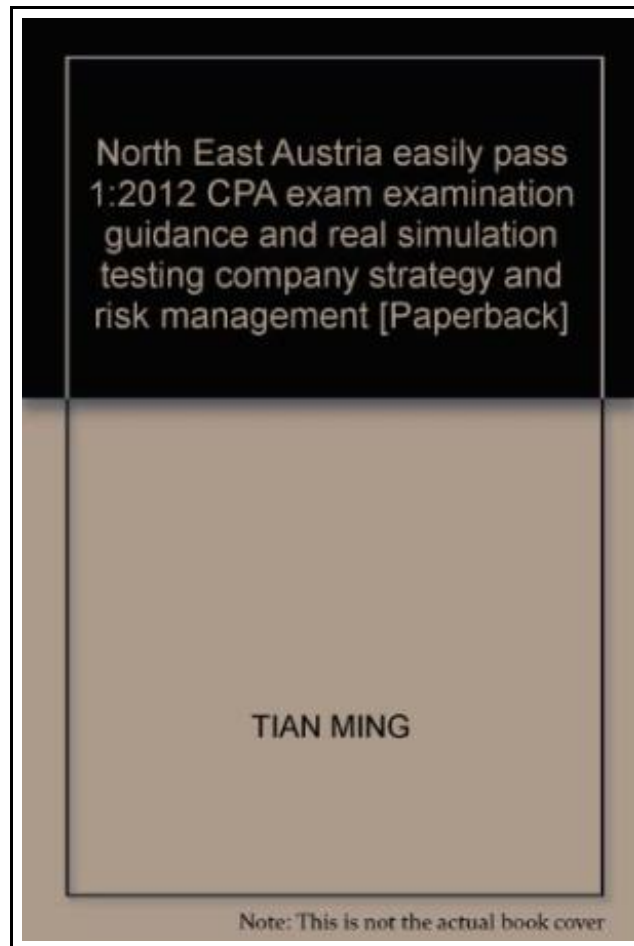 North East Austria easily pass
1:2012 CPA exam examination
guidance and real simulation
testing company strategy and
risk management [Paperback]
TIAN MING
Note: This is not the actual book cover